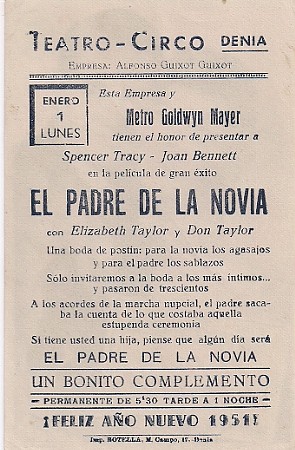 TEATRO-CIRCO DENIA
EMPRESA: ALFONSO GUIXOT GUIXOT
ENERO
1
LUNES
Esta Empresa y
Metro Goldwyn Mayer
tienen el honor de presentar a
Spencer Tracy - Joan Bennett
en la película de gran éxito
EL PADRE DE LA NOVIA
con Elizabeth Taylor y Don Taylor
Una boda de postín: para la novia los agasajos
y para el padre los sablazos
Sólo invitaremos a la boda a los más íntimos...
y pasaron de trescientos
A los acordes de la marcha nupcial, el padre saca-
ba la cuenta de lo que costaba aquella
estupenda ceremonia
Si tiene usted una hija, piense que algún día será
EL PADRE DE LA NOVIA
UN BONITO COMPLEMENTO
PERMANENTE DE 5'30 TARDE A 1 NOCHE -
¡FELIZ AÑO NUEVO 1951!
Imp. BOTELLA, M. Campo, 17.-Denia